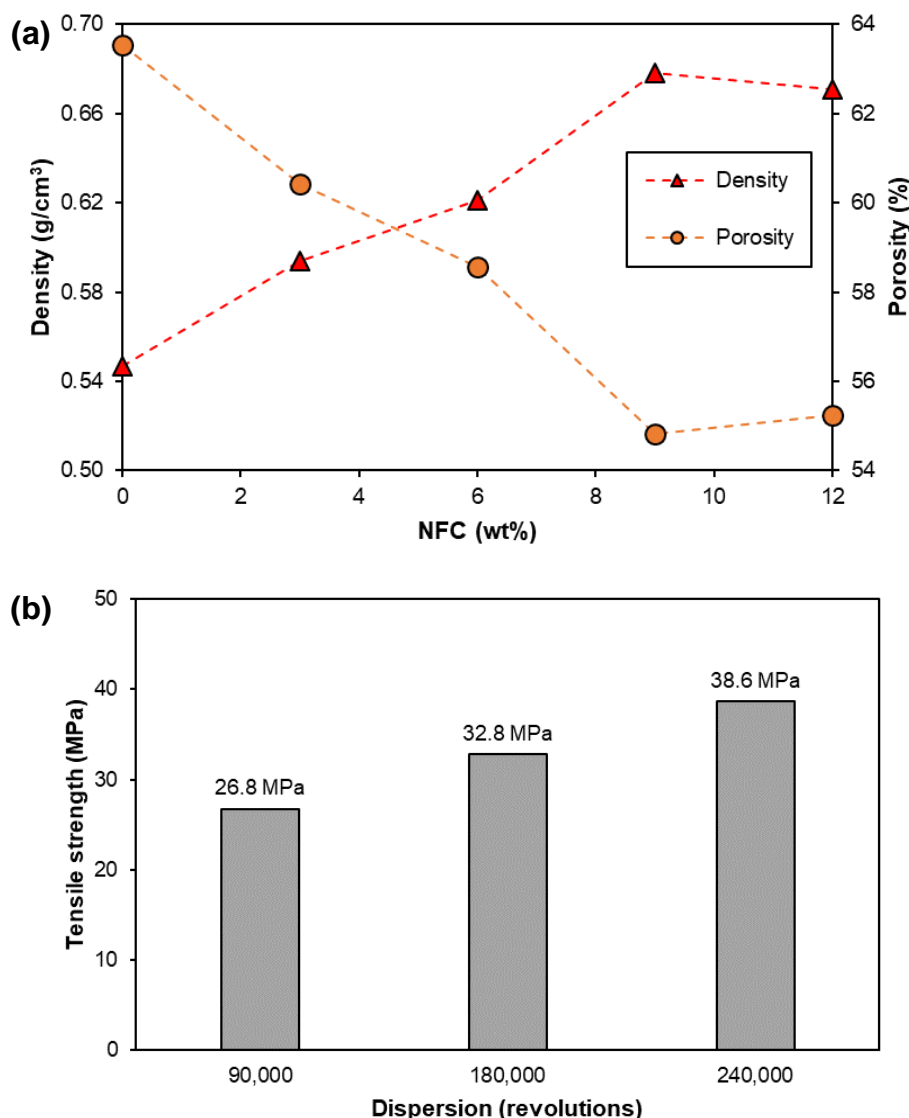 (a)
0.70
0.66
0.62
0.58
0.54
0.50
Density (g/cm³)
64
62
60
58
56
54
Porosity (%)
Density
Porosity
0 2 4 6 8 10 12
NFC (wt%)
(b)
50
40
30
20
10
0
Tensile strength (MPa)
26.8 MPa
32.8 MPa
38.6 MPa
90,000 180,000 240,000
Dispersion (revolutions)